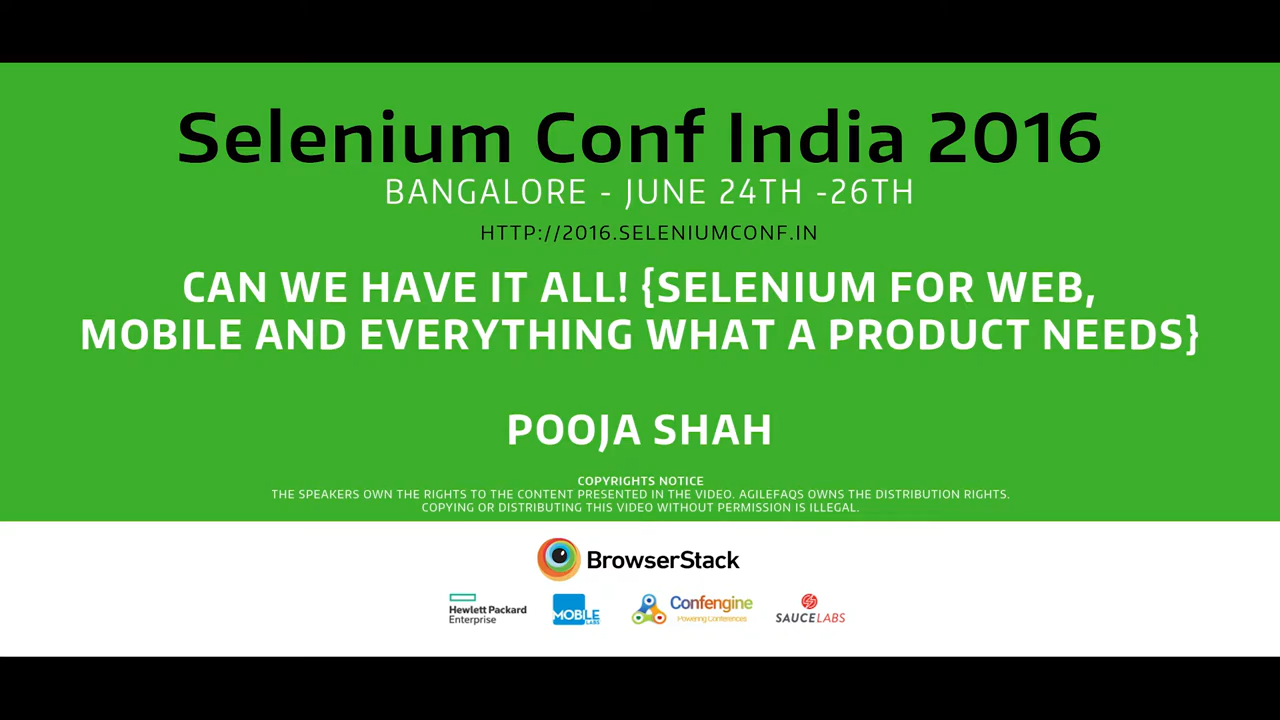 Selenium Conf India 2016
BANGALORE - JUNE 24TH -26TH
HTTP://2016.SELENIUMCONF.IN
CAN WE HAVE IT ALL! {SELENIUM FOR WEB,
MOBILE AND EVERYTHING WHAT A PRODUCT NEEDS}
POOJA SHAH
COPYRIGHTS NOTICE
THE SPEAKERS OWN THE RIGHTS TO THE CONTENT PRESENTED IN THE VIDEO. AGILEFAQS OWNS THE DISTRIBUTION RIGHTS.
COPYING OR DISTRIBUTING THIS VIDEO WITHOUT PERMISSION IS ILLEGAL.
BrowserStack
Hewlett Packard
Enterprise
MOBILE
LABS
Confengine
Powering Conferences
SAUCELABS